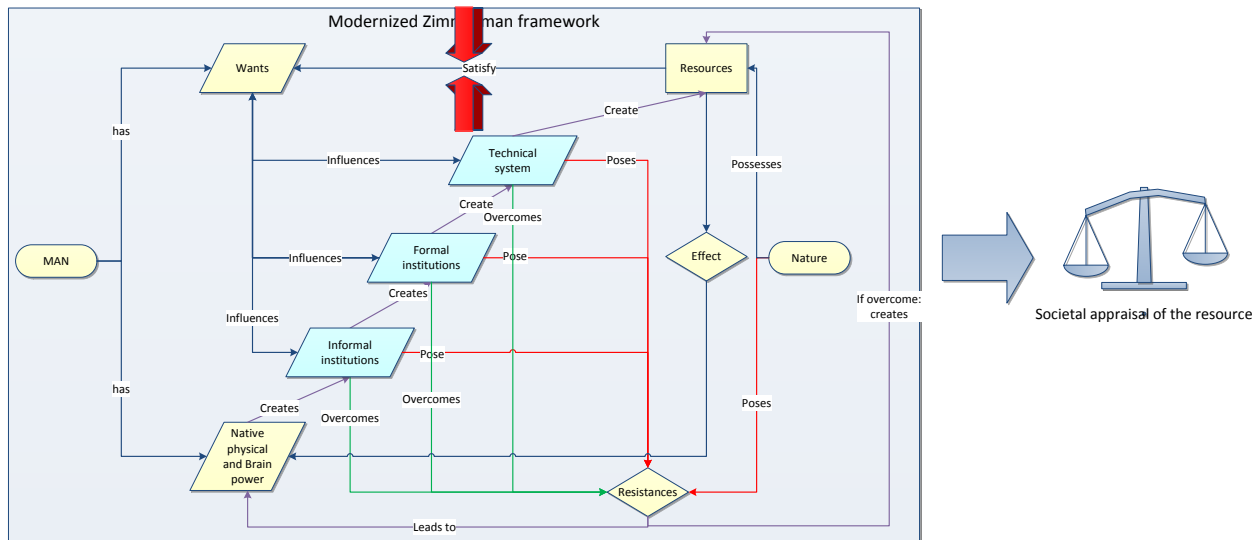 Modernized framework
Wants
Satisfy
Resources
Create
has
Influences
Technical
system
Poses
Possesses
Create
Overcomes
MAN
Influences
Formal
institutions
Pose
Effect
Nature
Creates
If overcome:
creates
Societal appraisal of the resource
Influences
Informal
institutions
Pose
has
Creates
Overcomes
Overcomes
Poses
Native
physical
and Brain
power
Resistances
Leads to